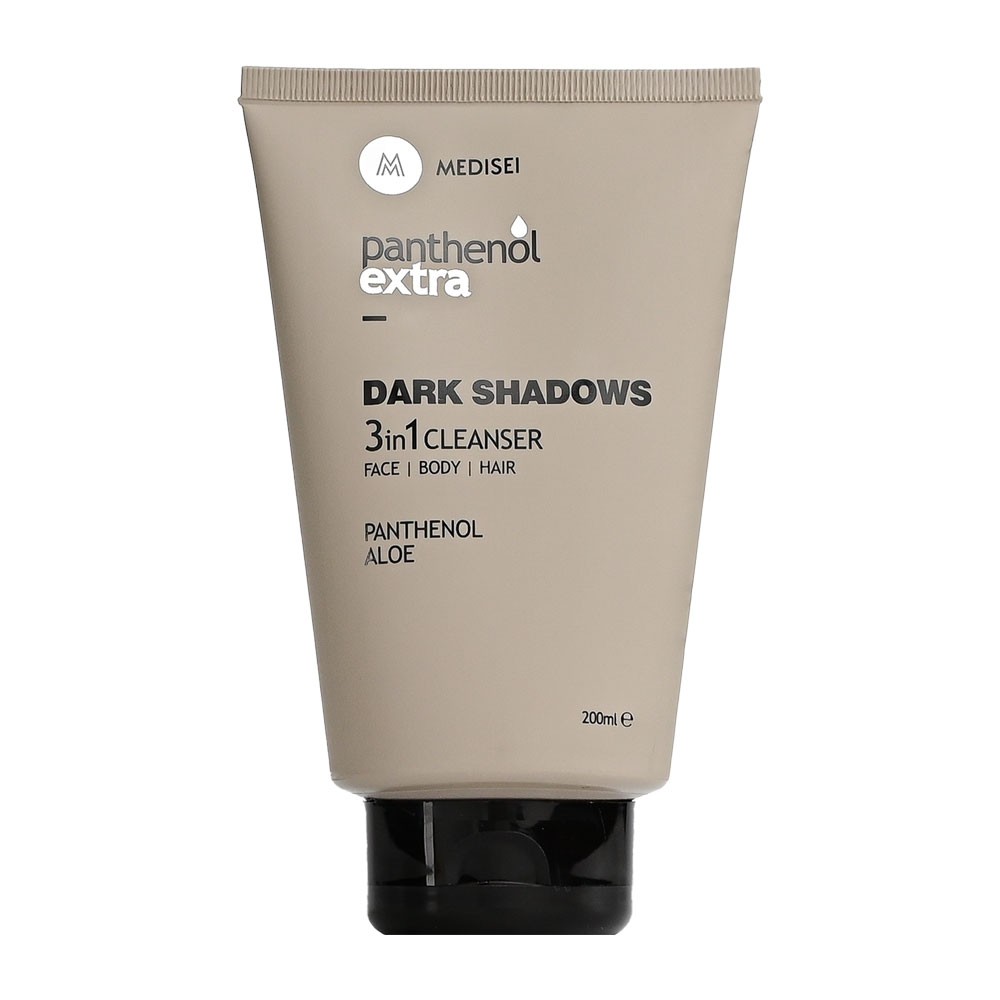 MEDISEI
panthenol
extra
DARK SHADOWS
3in1 CLEANSER
FACE | BODY | HAIR
PANTHENOL
ALOE
200ml ℮